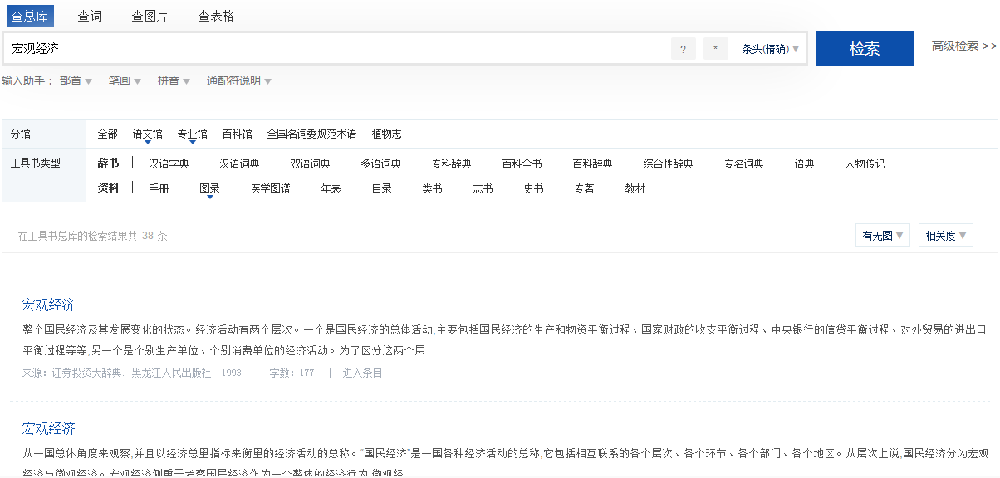 查总库 查词 查图片 查表格
宏观经济 ? * 条头(精确) 检索 高级检索 >>
输入助手： 部首 笔画 拼音 通配符说明
分馆 全部 语文馆 专业馆 百科馆 全国名词委规范术语 植物志
工具书类型 辞书 汉语字典 汉语词典 双语词典 多语词典 专科辞典 百科全书 百科辞典 综合性辞典 专名词典 语典 人物传记
资料 手册 图录 医学图谱 年表 目录 类书 志书 史书 专著 教材
在工具书总库的检索结果共 38 条 有无图 相关度
宏观经济
整个国民经济及其发展变化的状态。经济活动有两个层次。一个是国民经济的总体活动,主要包括国民经济的生产和物资平衡过程、国家财政的收支平衡过程、中央银行的信贷平衡过程、对外贸易的进出口
平衡过程等等;另一个是个别生产单位、个别消费单位的经济活动。为了区分这两个层...
来源：证券投资大辞典. 黑龙江人民出版社. 1993 | 字数：177 | 进入条目
宏观经济
从一国总体角度来观察,并且以经济总量指标来衡量的经济活动的总称。“国民经济”是一国各种经济活动的总称,它包括相互联系的各个层次、各个环节、各个部门、各个地区。从层次上说,国民经济分为宏观
经济与微观经济。宏观经济侧重于考察国民经济作为一个整体的经济行为,微观经